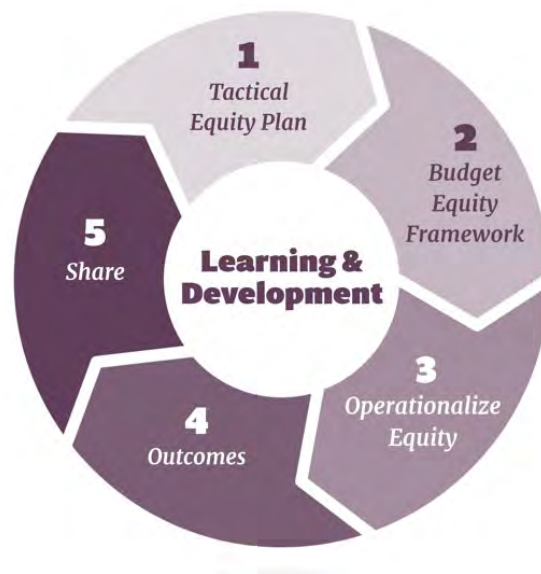 1
Tactical
Equity Plan
2
Budget
Equity
Framework
3
Operationalize
Equity
4
Outcomes
5
Share
Learning &
Development